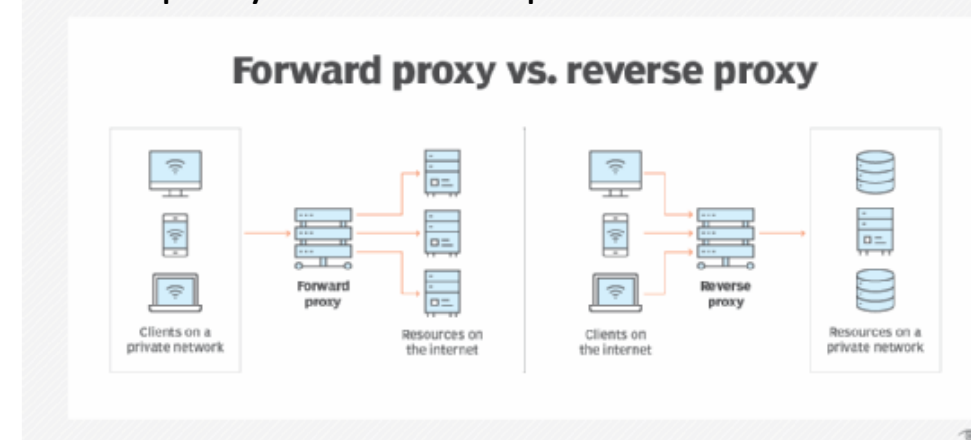 Forward proxy vs. reverse proxy
Forward
proxy
Clients on a
private network
Resources on
the internet
Reverse
proxy
Clients on
the internet
Resources on a
private network